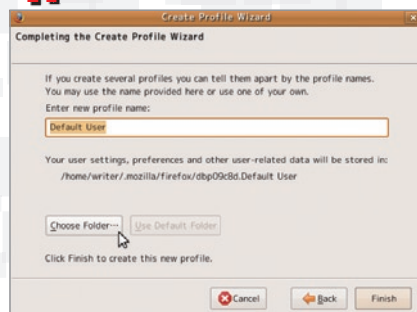 Create Profile Wizard
Completing the Create Profile Wizard
If you create several profiles you can tell them apart by the profile names.
You may use the name provided here or use one of your own.
Enter new profile name:
Default User
Your user settings, preferences and other user-related data will be stored in:
/home/writer/.mozilla/firefox/dbp09c8d.Default User
Choose Folder... Use Default Folder
Click Finish to create this new profile.
Cancel Back Finish